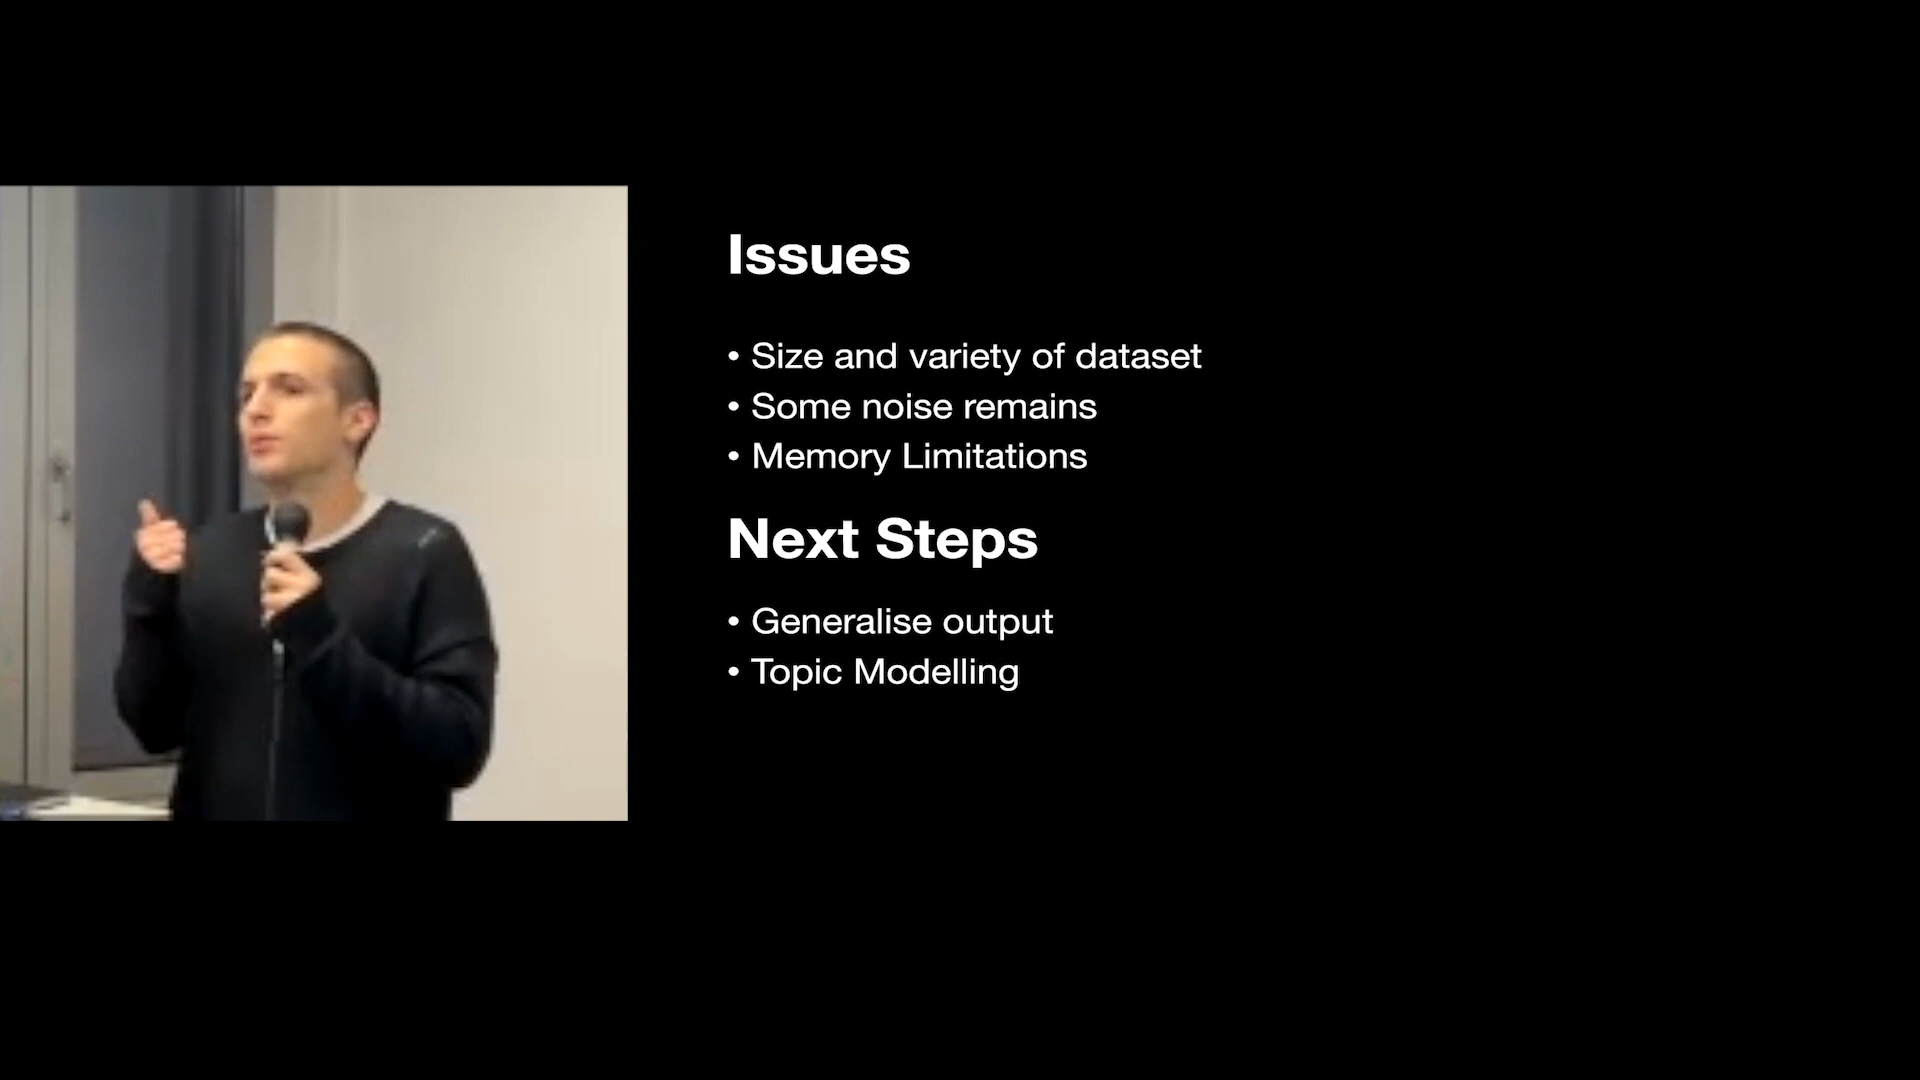 Issues
• Size and variety of dataset
• Some noise remains
• Memory Limitations
Next Steps
• Generalise output
• Topic Modelling